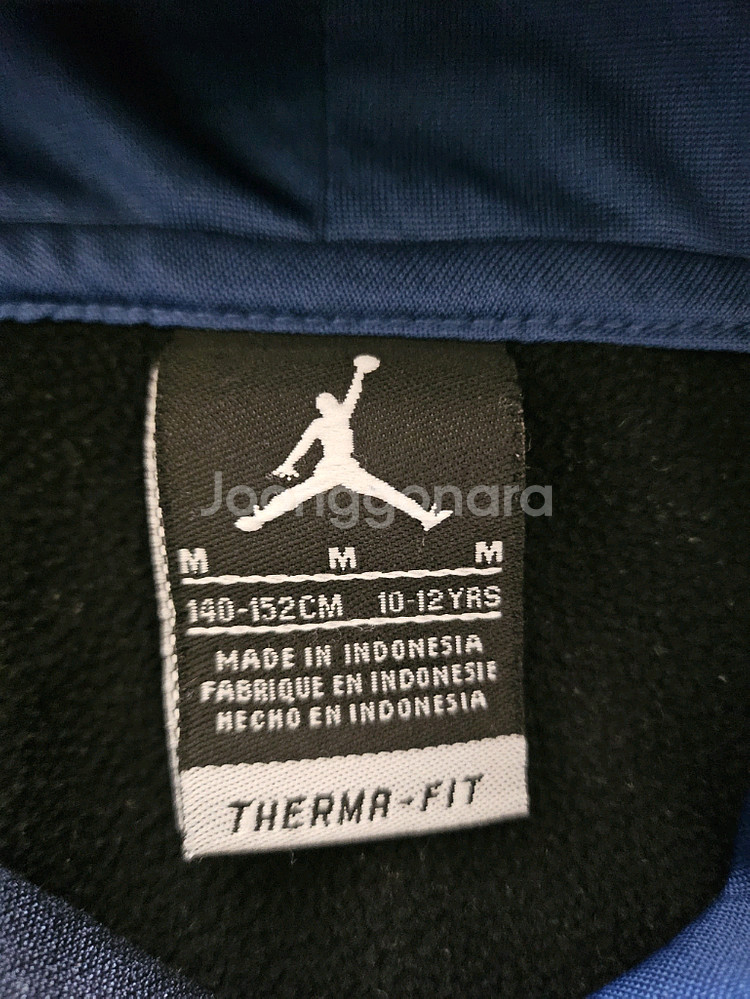 Joonggonara
M M M
140-152CM 10-12YRS
MADE IN INDONESIA
FABRIQUE EN INDONESIE
HECHO EN INDONESIA
THERMA-FIT